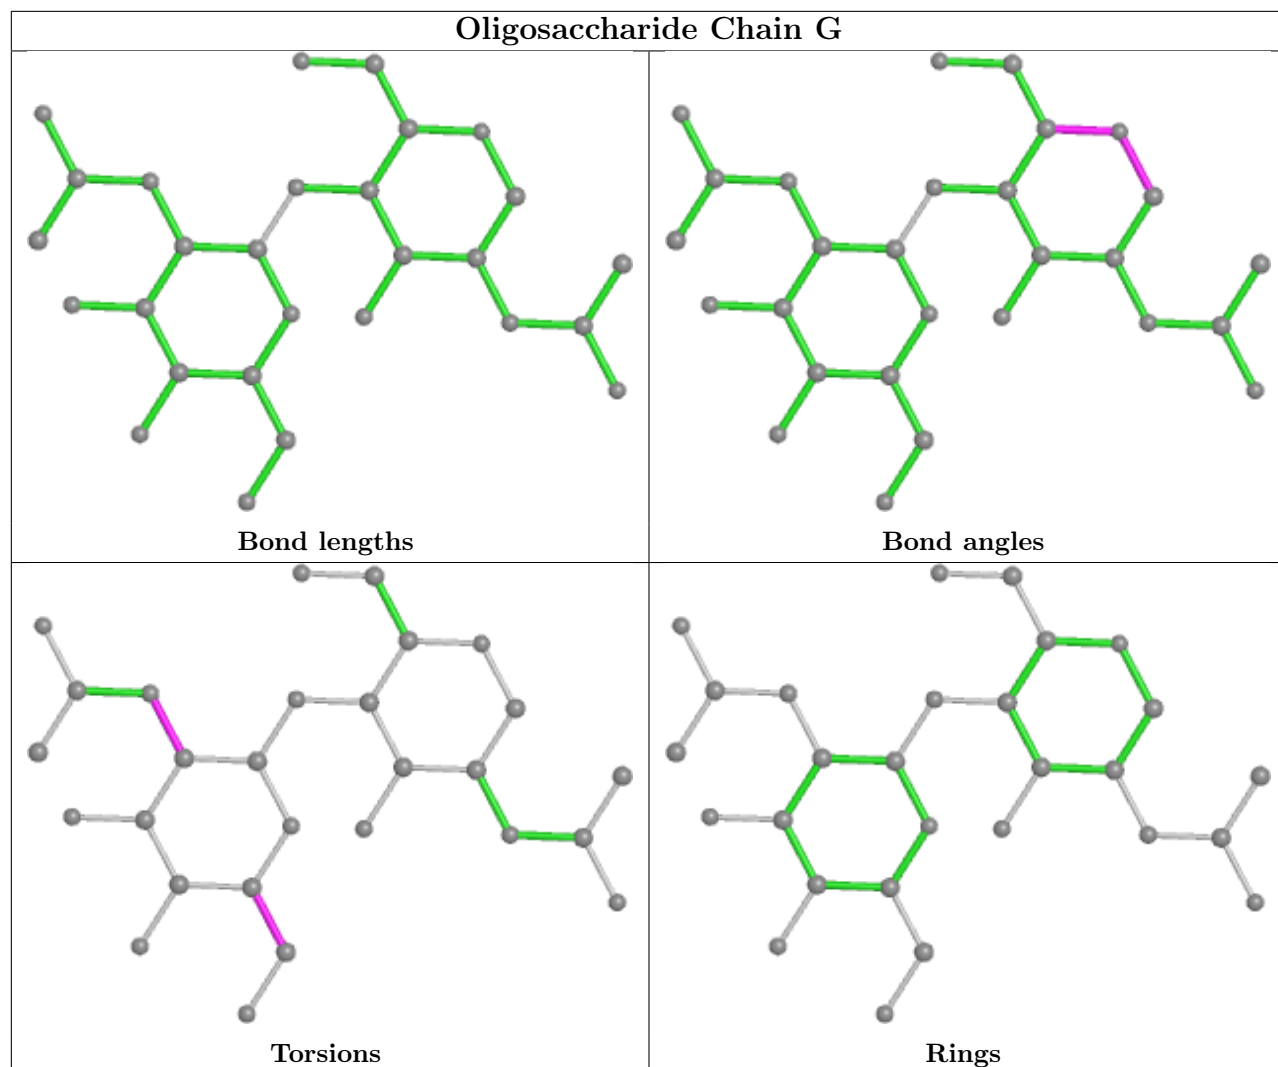 Oligosaccharide Chain G
Bond lengths
Bond angles
Torsions
Rings